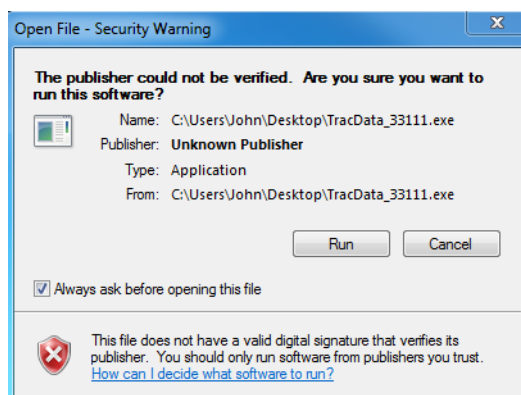 Open File - Security Warning
The publisher could not be verified. Are you sure you want to
run this software?
Name: C:\Users\John\Desktop\TracData_33111.exe
Publisher: Unknown Publisher
Type: Application
From: C:\Users\John\Desktop\TracData_33111.exe
Run Cancel
Always ask before opening this file
This file does not have a valid digital signature that verifies its
publisher. You should only run software from publishers you trust.
How can I decide what software to run?